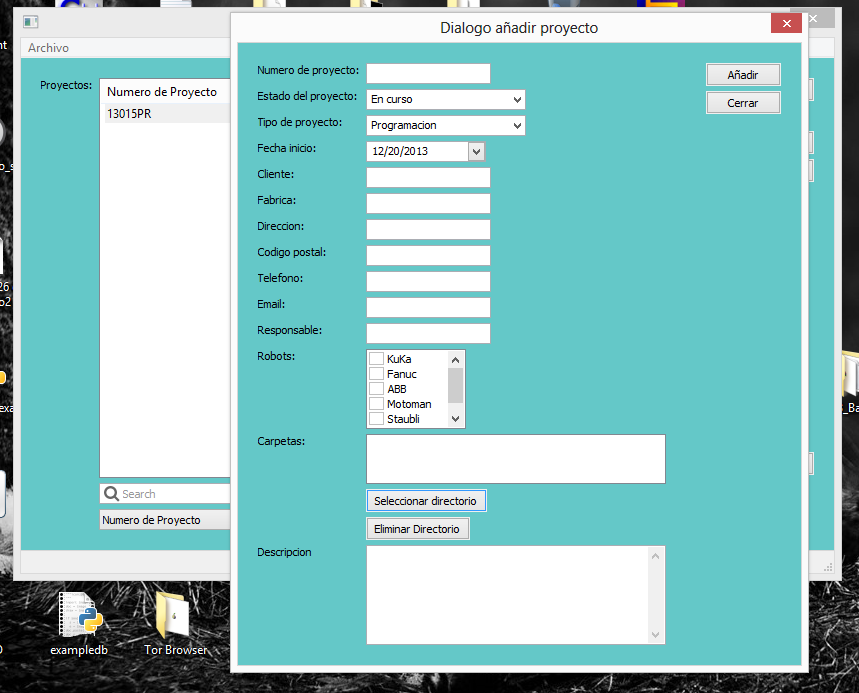 Dialogo añadir proyecto
Archivo
Proyectos:
Numero de Proyecto
13015PR
Search
Numero de Proyecto
Numero de proyecto:
Añadir
Estado del proyecto:
En curso
Cerrar
Tipo de proyecto:
Programacion
Fecha inicio:
12/20/2013
Cliente:
Fabrica:
Direccion:
Codigo postal:
Telefono:
Email:
Responsable:
Robots:
KuKa
Fanuc
ABB
Motoman
Staubli
Carpetas:
Seleccionar directorio
Eliminar Directorio
Descripcion
exampledb
Tor Browser